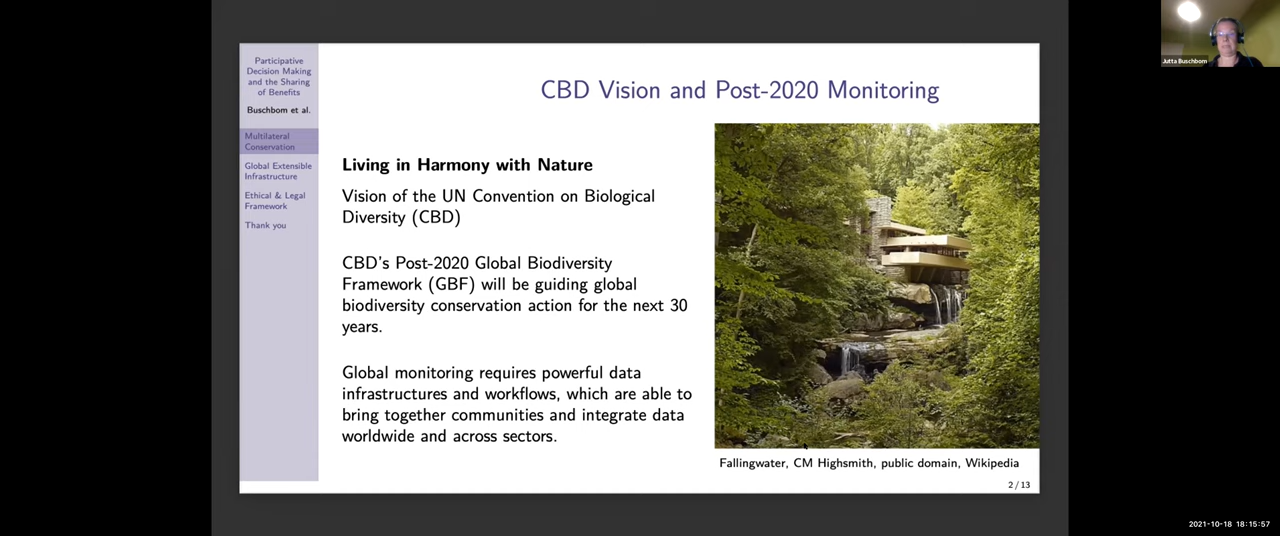 Participative
Decision Making
and the Sharing
of Benefits
Buschbom et al.
Multilateral
Conservation
Global Extensible
Infrastructure
Ethical & Legal
Framework
Thank you
CBD Vision and Post-2020 Monitoring
Living in Harmony with Nature
Vision of the UN Convention on Biological
Diversity (CBD)
CBD's Post-2020 Global Biodiversity
Framework (GBF) will be guiding global
biodiversity conservation action for the next 30
years.
Global monitoring requires powerful data
infrastructures and workflows, which are able to
bring together communities and integrate data
worldwide and across sectors.
Fallingwater, CM Highsmith, public domain, Wikipedia
2 / 13
Jutta Buschbom
2021-10-18 18:15:57